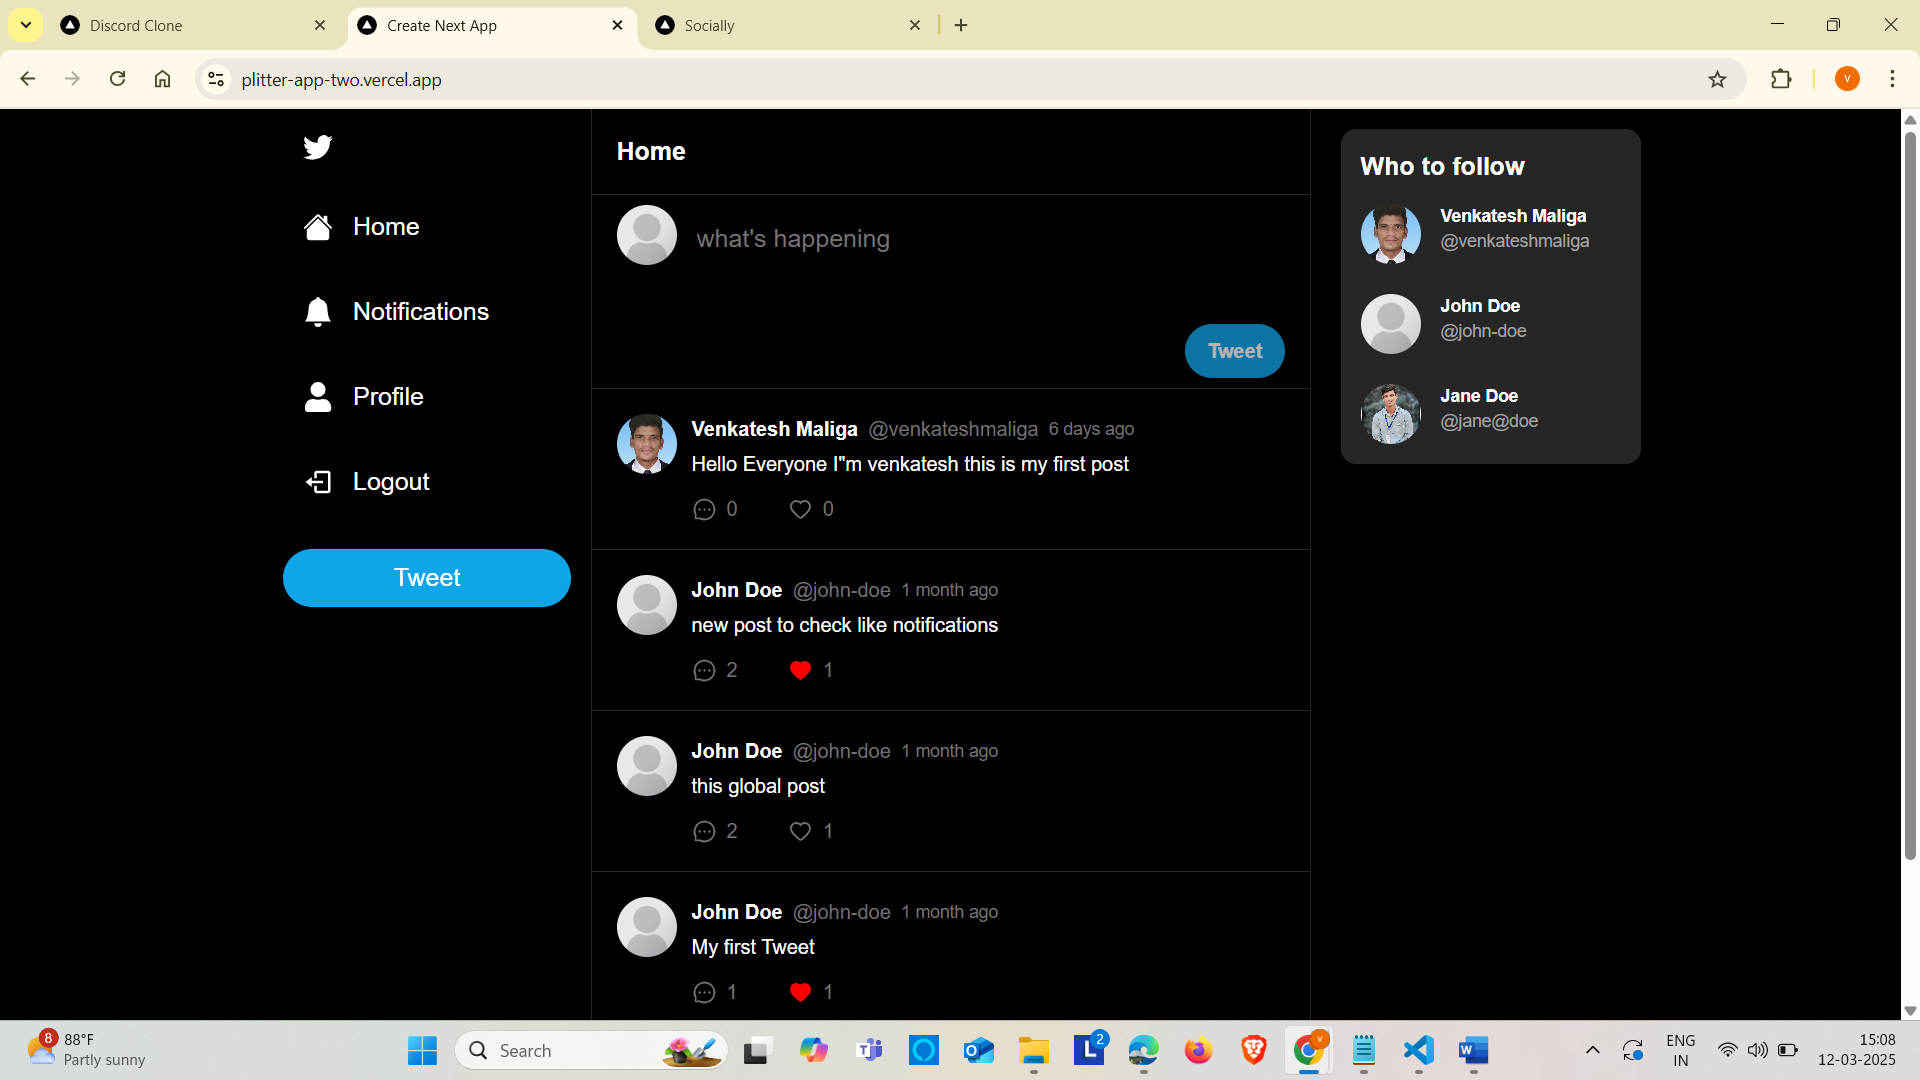 Discord Clone
Create Next App
Socially
plitter-app-two.vercel.app
V
Home
Notifications
Profile
Logout
Tweet
Home
what's happening
Tweet
Venkatesh Maliga @venkateshmaliga 6 days ago
Hello Everyone I"m venkatesh this is my first post
0 0
John Doe @john-doe 1 month ago
new post to check like notifications
2 1
John Doe @john-doe 1 month ago
this global post
2 1
John Doe @john-doe 1 month ago
My first Tweet
1 1
Who to follow
Venkatesh Maliga
@venkateshmaliga
John Doe
@john-doe
Jane Doe
@jane@doe
8
88°F
Partly sunny
Search
L 2
V
W
ENG
IN
15:08
12-03-2025